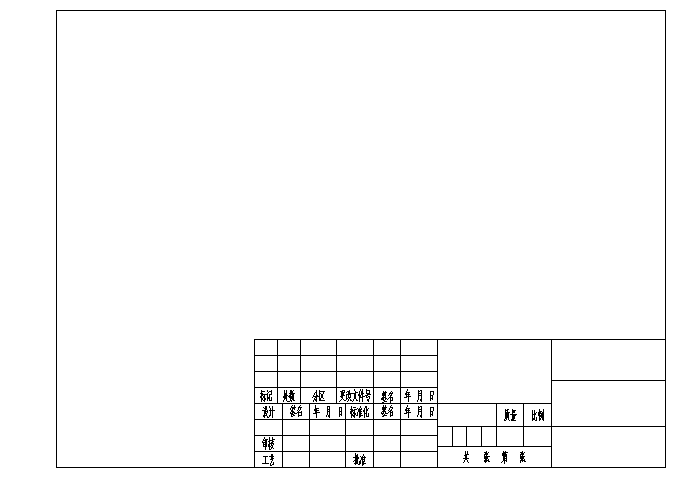 标记 处数 分区 更改文件号 签名 年 月 日
设计 签名 年 月 日 标准化 签名 年 月 日
质量 比例
审核
工艺 批准
共 张 第 张